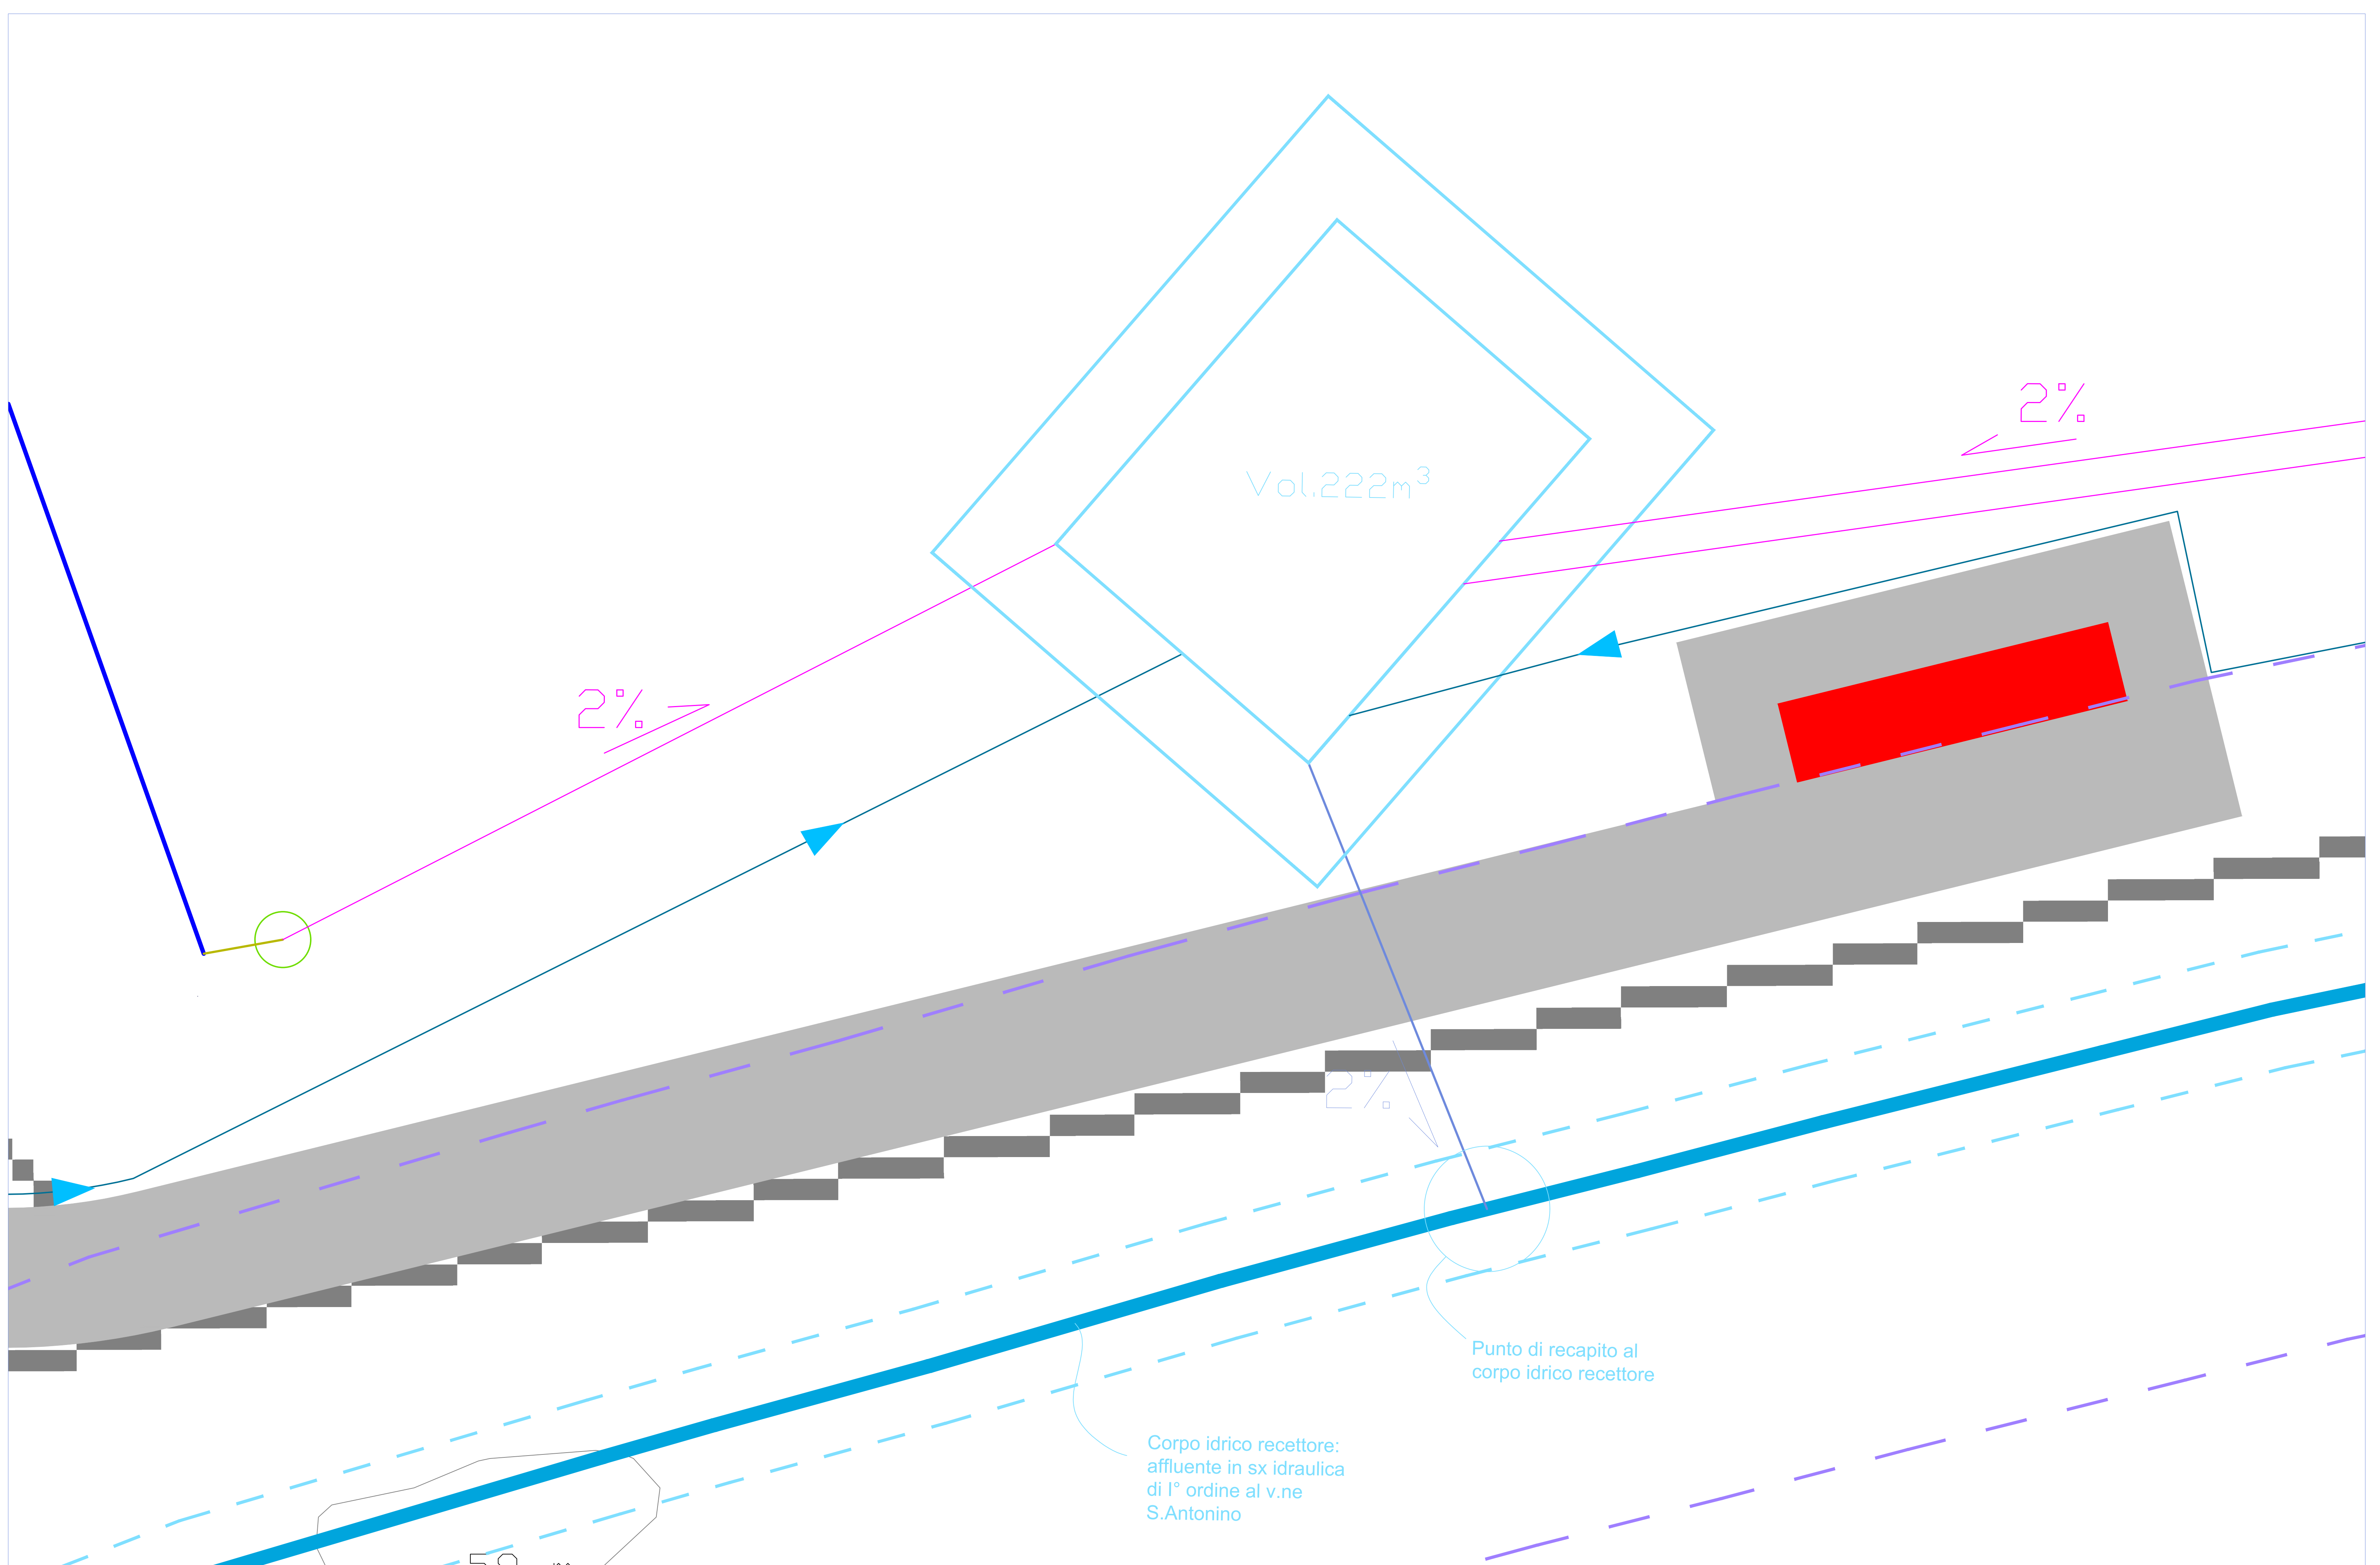 2%
Vol.222m³
2%
2%
Punto di recapito al
corpo idrico recettore
Corpo idrico recettore:
affluente in sx idraulica
di I° ordine al v.ne
S.Antonino